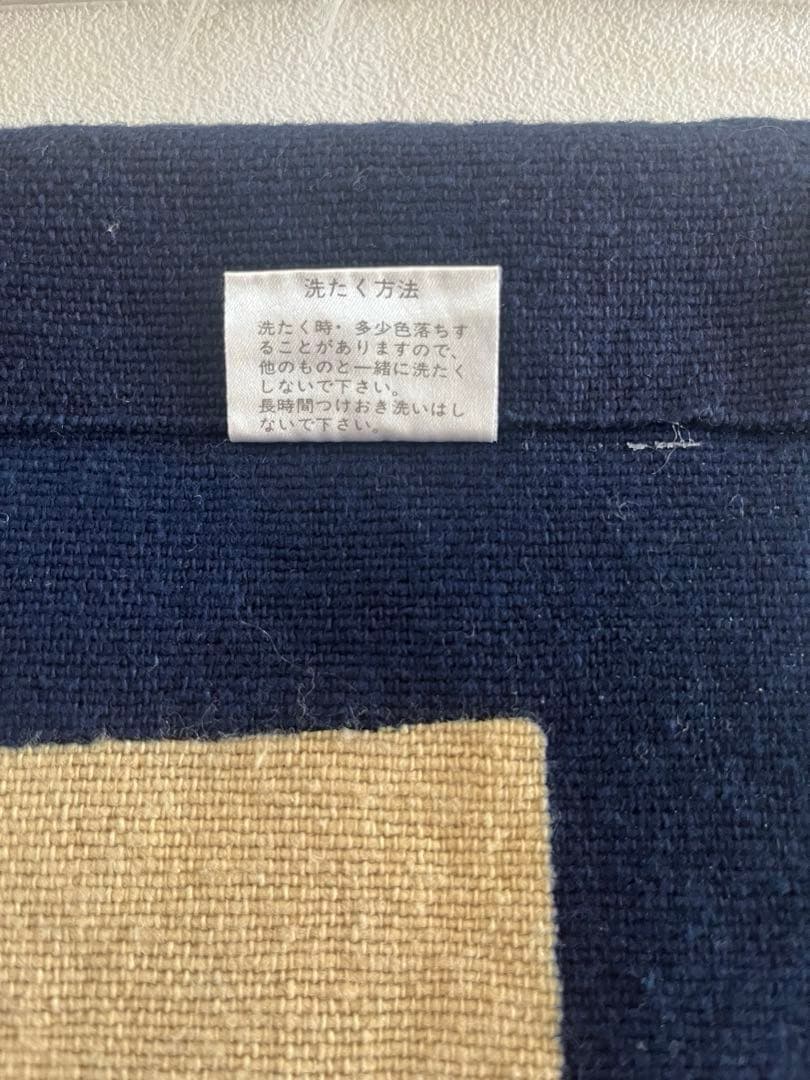 洗たく方法
洗たく時・多少色落ちす
ることがありますので、
他のものと一緒に洗たく
しないで下さい。
長時間つけおき洗いはし
ないで下さい。